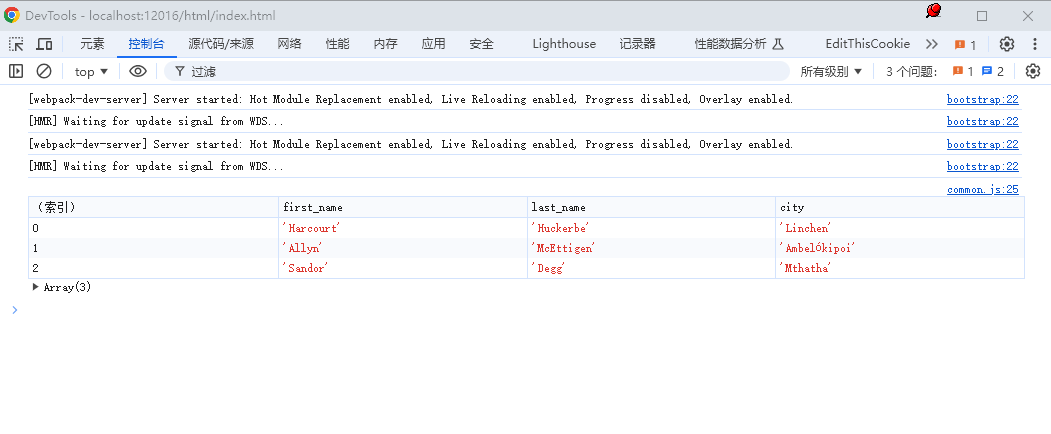 DevTools - localhost:12016/html/index.html
元素 控制台 源代码/来源 网络 性能 内存 应用 安全 Lighthouse 记录器 性能数据分析 EditThisCookie 1
top 过滤 所有级别 3 个问题: 1 2
[webpack-dev-server] Server started: Hot Module Replacement enabled, Live Reloading enabled, Progress disabled, Overlay enabled. bootstrap:22
[HMR] Waiting for update signal from WDS... bootstrap:22
[webpack-dev-server] Server started: Hot Module Replacement enabled, Live Reloading enabled, Progress disabled, Overlay enabled. bootstrap:22
[HMR] Waiting for update signal from WDS... bootstrap:22
common.js:25
(索引) first_name last_name city
0 'Harcourt' 'Huckerbe' 'Linchen'
1 'Allyn' 'McEttigen' 'Ambelókipoi'
2 'Sandor' 'Degg' 'Mthatha'
Array(3)